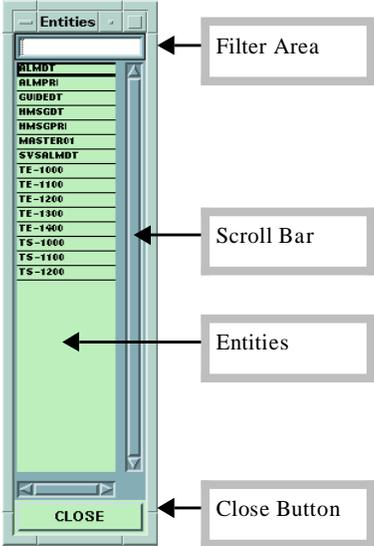 Entities
Filter Area
ALMDT
ALMPRI
GUIDEDT
HMSGDT
HMSGPRI
MASTER01
SVSALMDT
TE-1000
TE-1100
TE-1200
TE-1300
TE-1400
TS-1000
TS-1100
TS-1200
Scroll Bar
Entities
CLOSE
Close Button